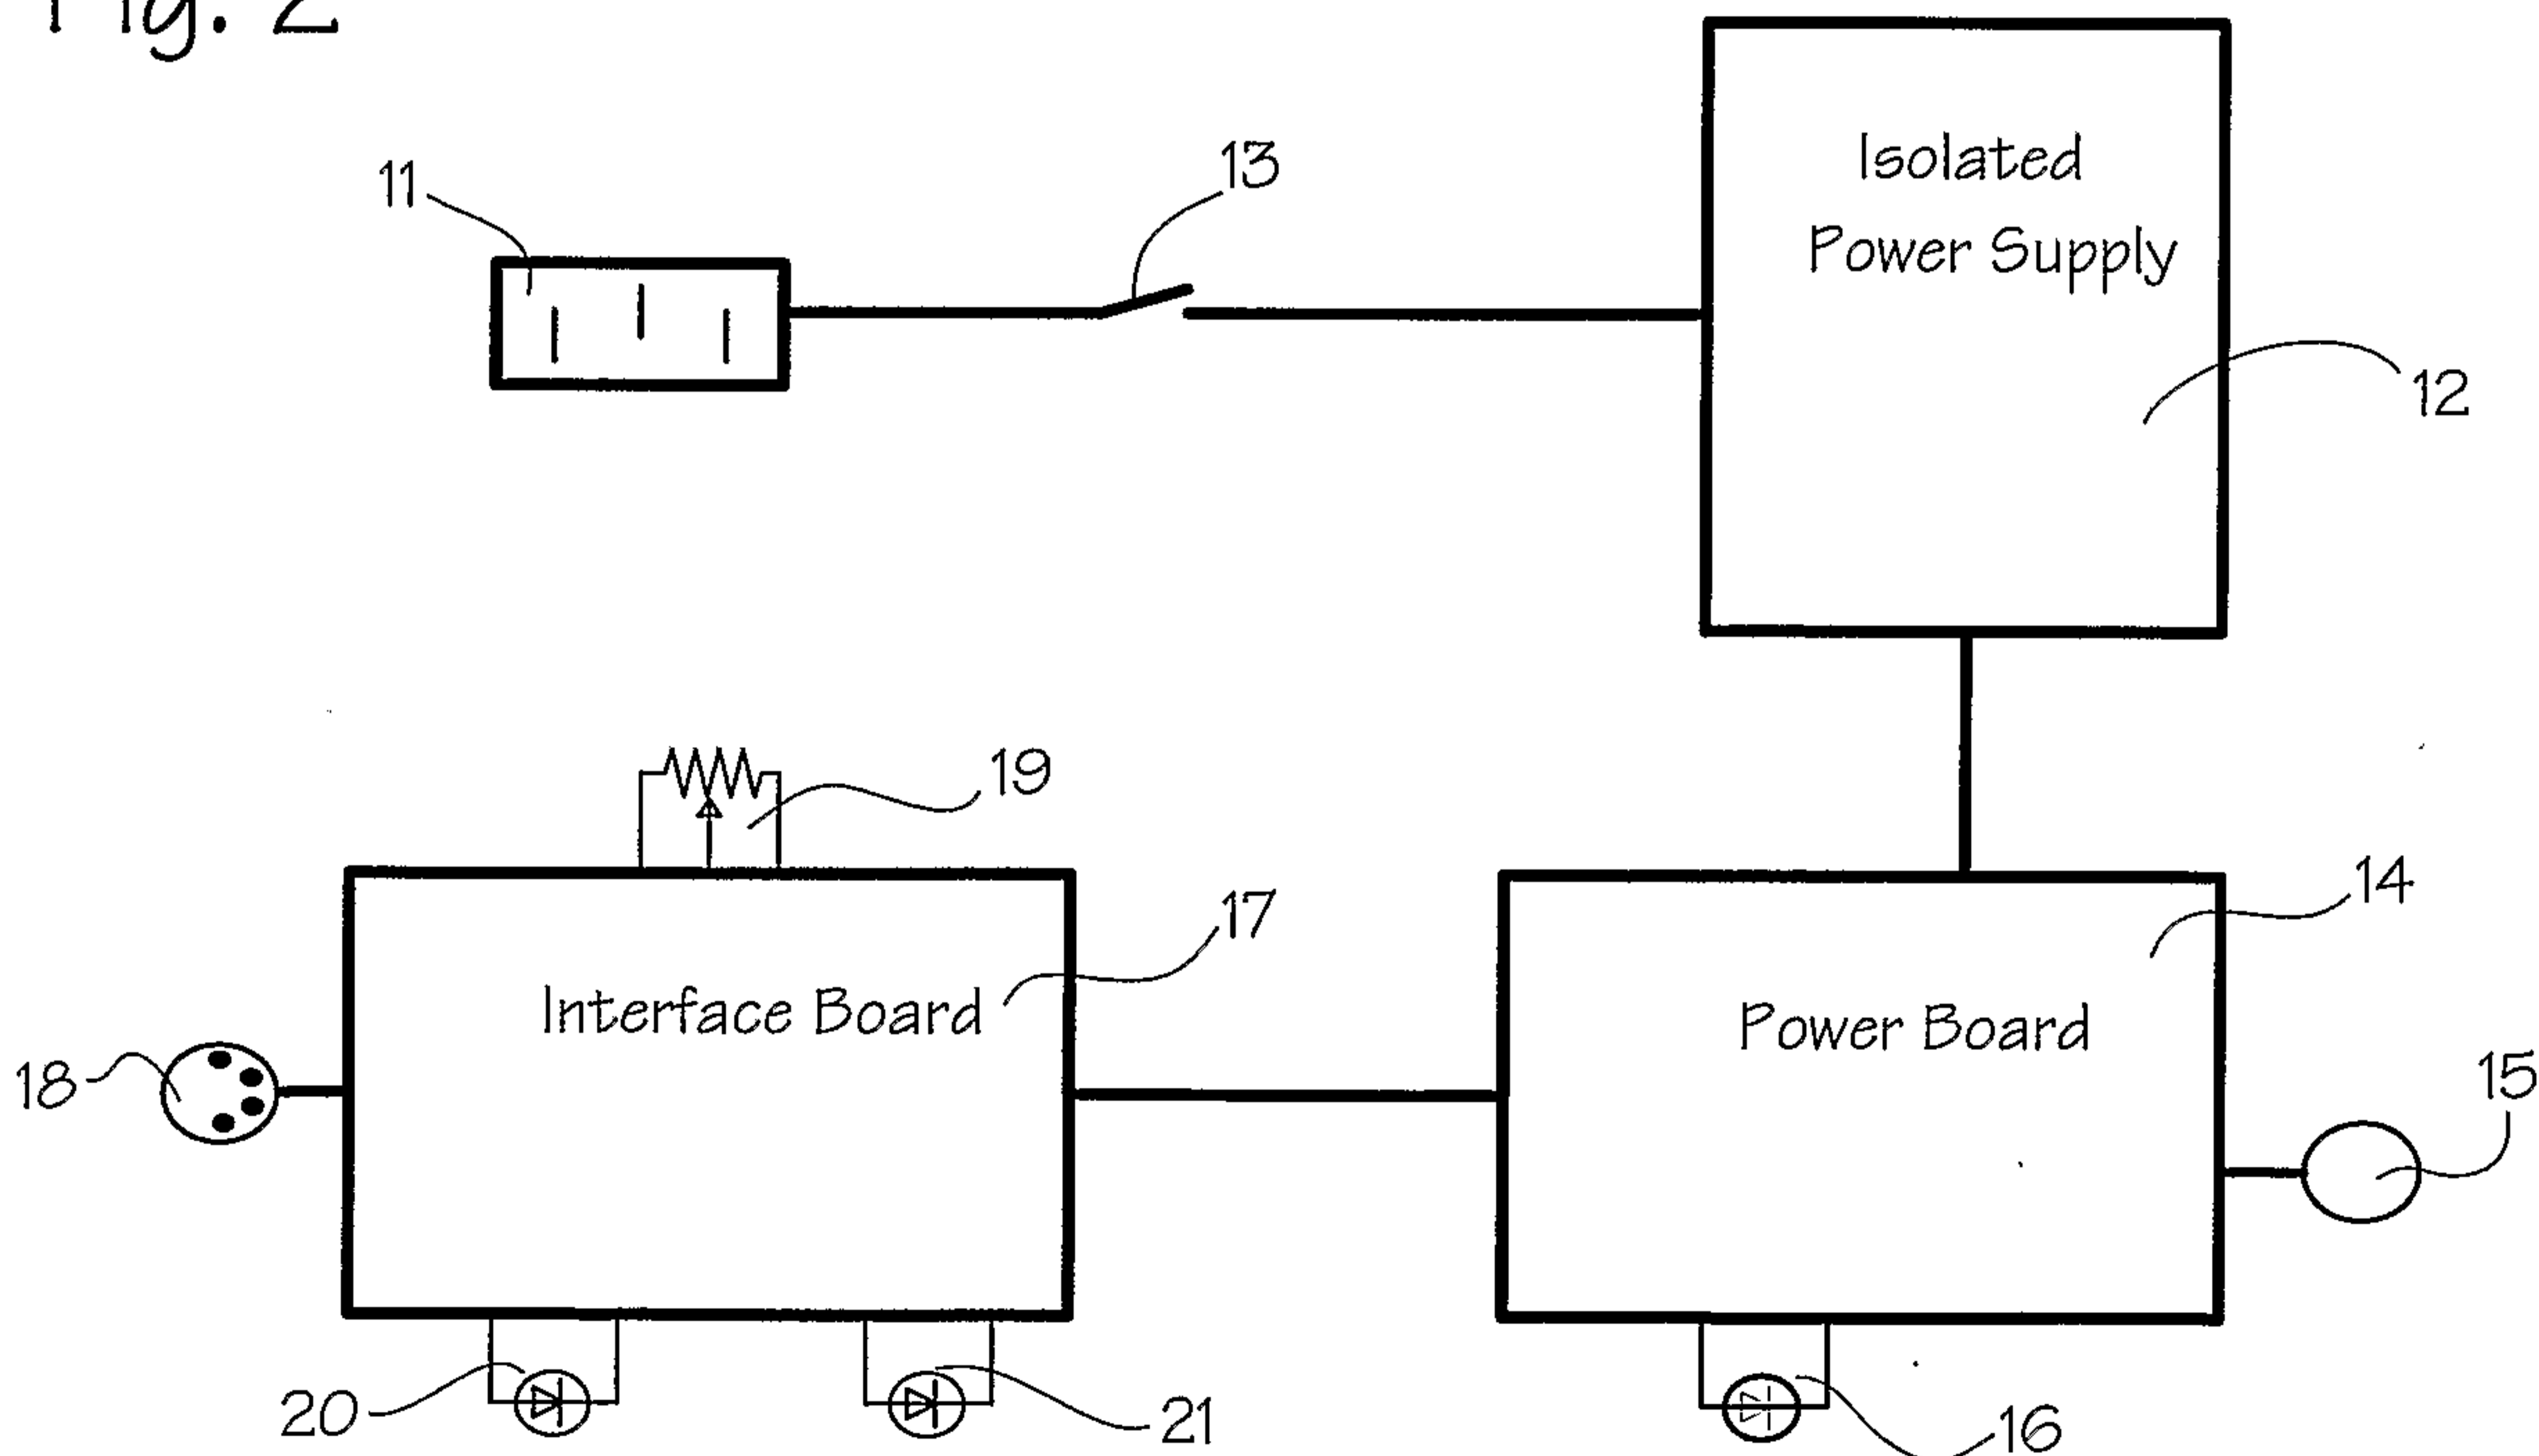 Fig. 2
Isolated
Power Supply
11
13
12
19
17
14
Interface Board
Power Board
18
15
20
21
16